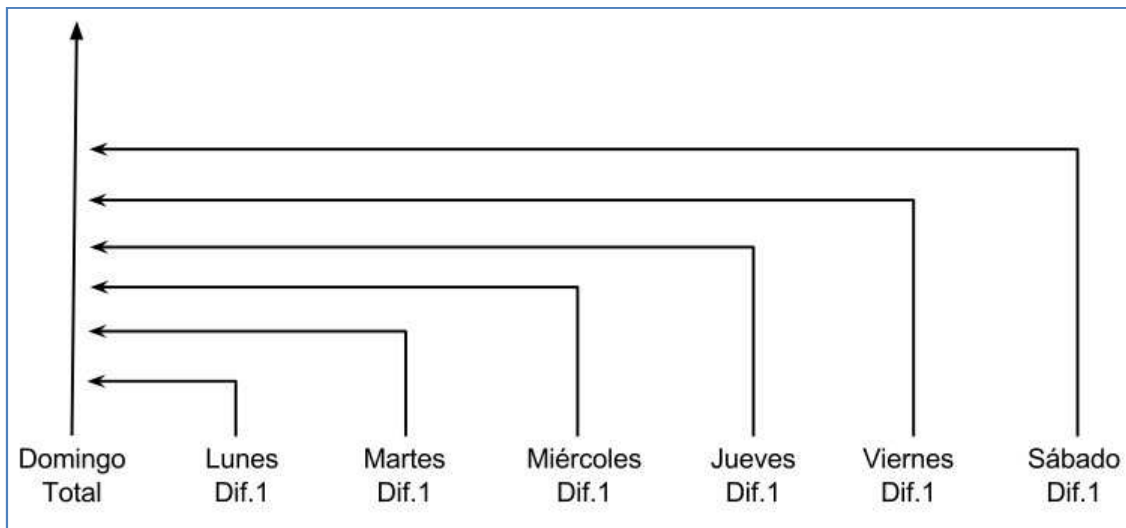 Domingo Lunes Martes Miércoles Jueves Viernes Sábado
Total Dif.1 Dif.1 Dif.1 Dif.1 Dif.1 Dif.1